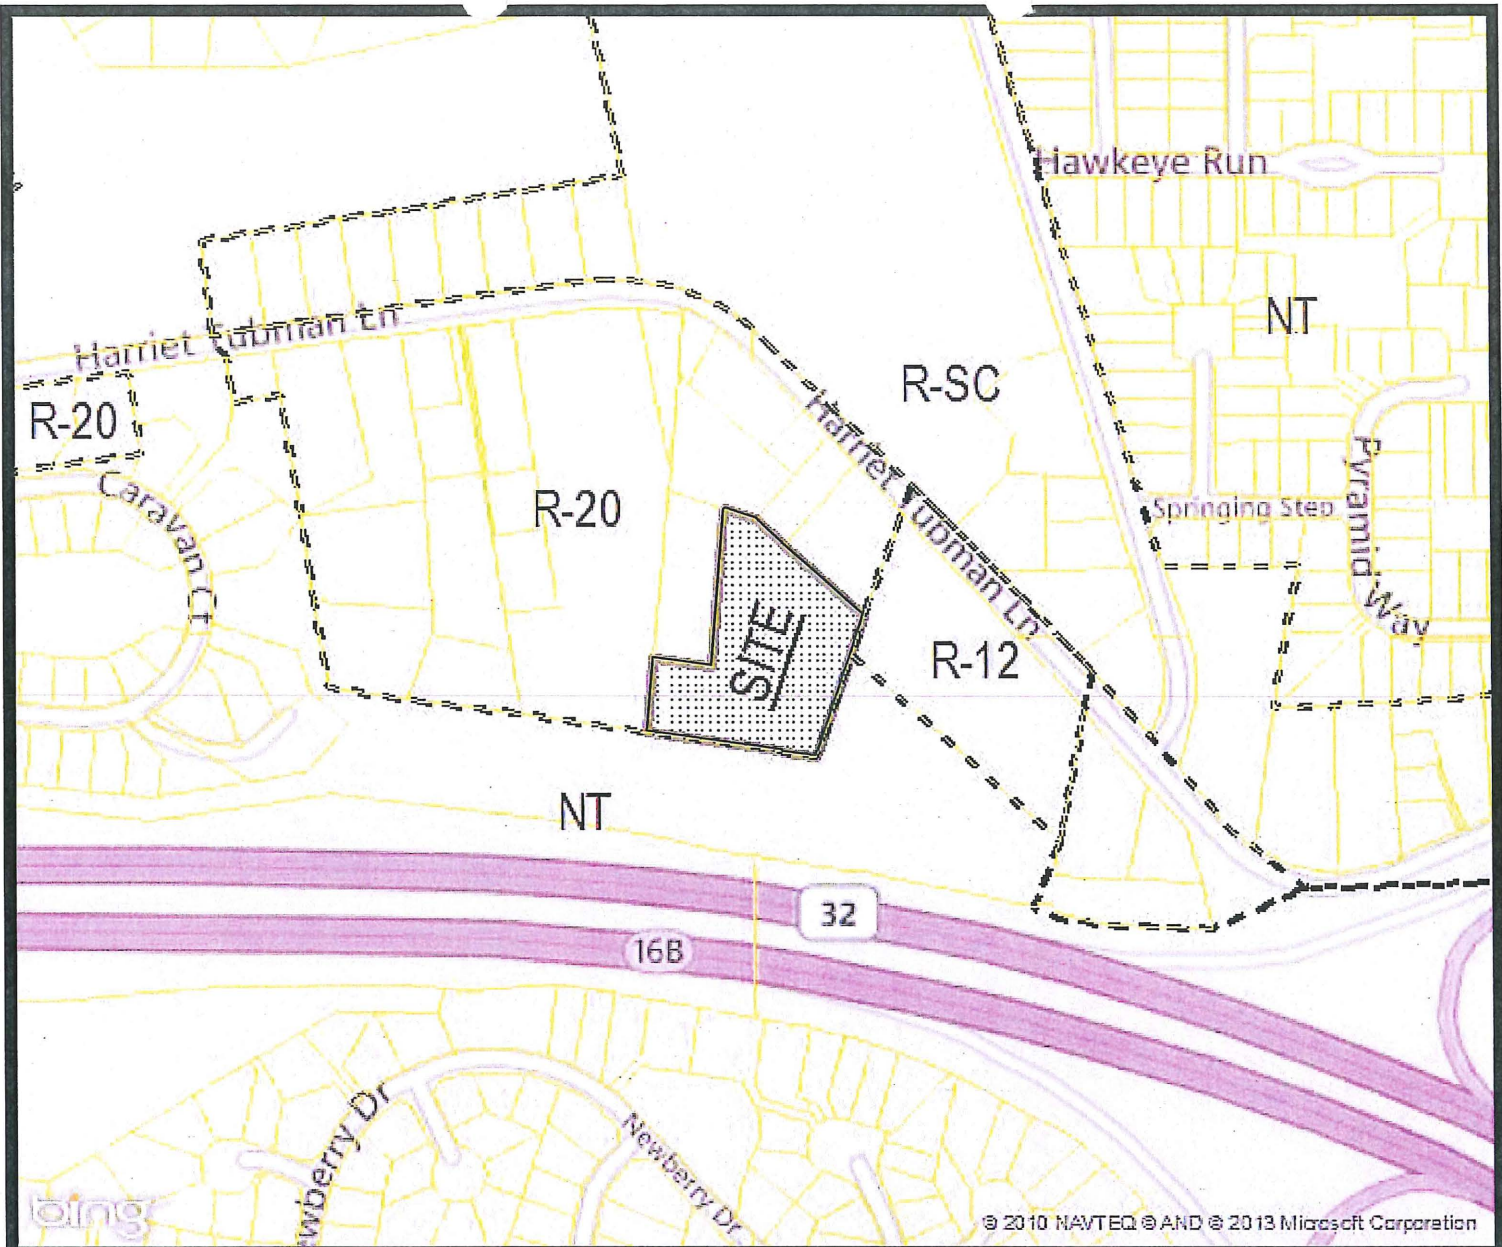 Hawkeye Run
NT
Harriet Tubman Ln
R-SC
R-20
Harriet Tubman Ln
Caravan Ct
R-20
Springing Step
Pyramid Way
SITE
R-12
NT
32
16B
Newberry Dr
wberry Dr
bing
© 2010 NAVTEQ © AND © 2013 Microsoft Corporation